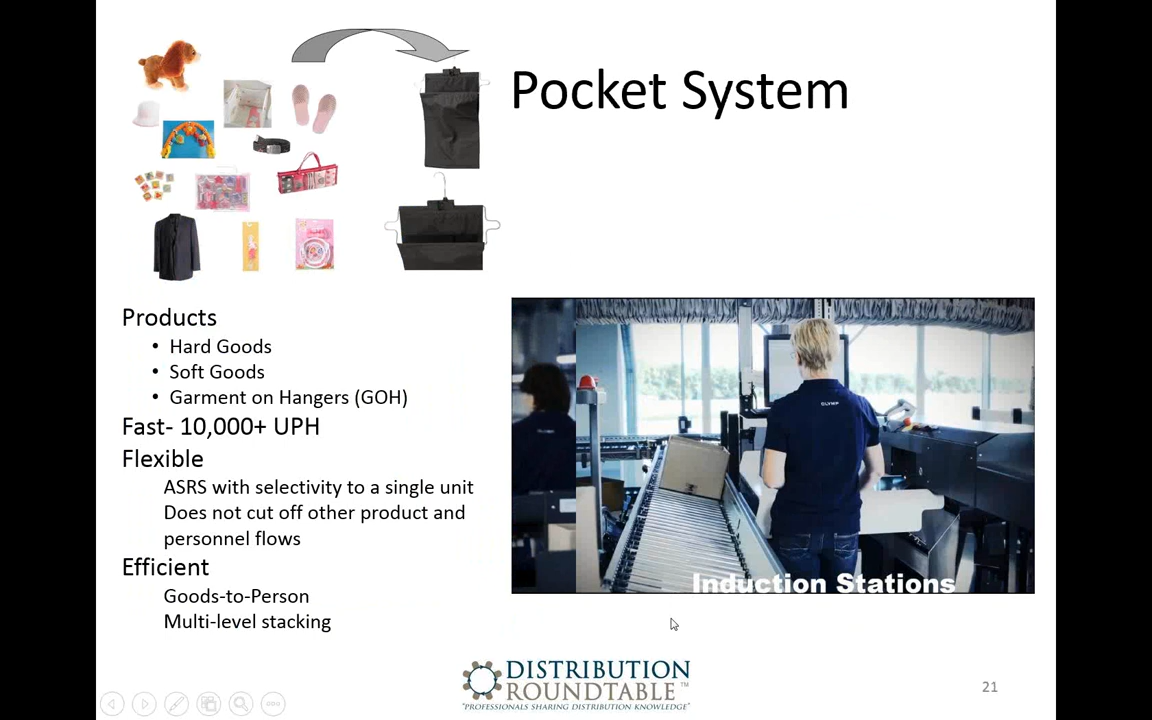 Pocket System
Products
• Hard Goods
• Soft Goods
• Garment on Hangers (GOH)
Fast- 10,000+ UPH
Flexible
ASRS with selectivity to a single unit
Does not cut off other product and
personnel flows
Efficient
Goods-to-Person
Multi-level stacking
OLYMP
Induction Stations
DISTRIBUTION
ROUNDTABLE™
"PROFESSIONALS SHARING DISTRIBUTION KNOWLEDGE"
21